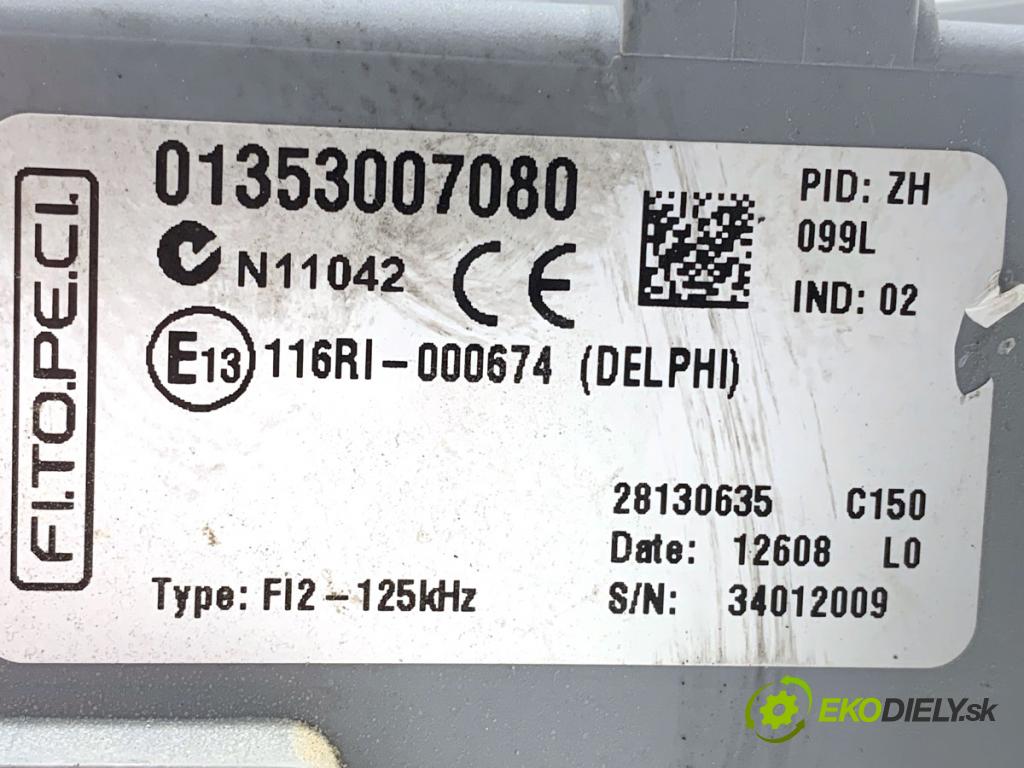 FI.TO.PE.C.I.
01353007080
N11042 CE
E13 116RI-000674 (DELPHI)
PID: ZH
099L
IND: 02
28130635 C150
Date: 12608 L0
Type: FI2-125kHz
S/N: 34012009
EKODIELY.sk